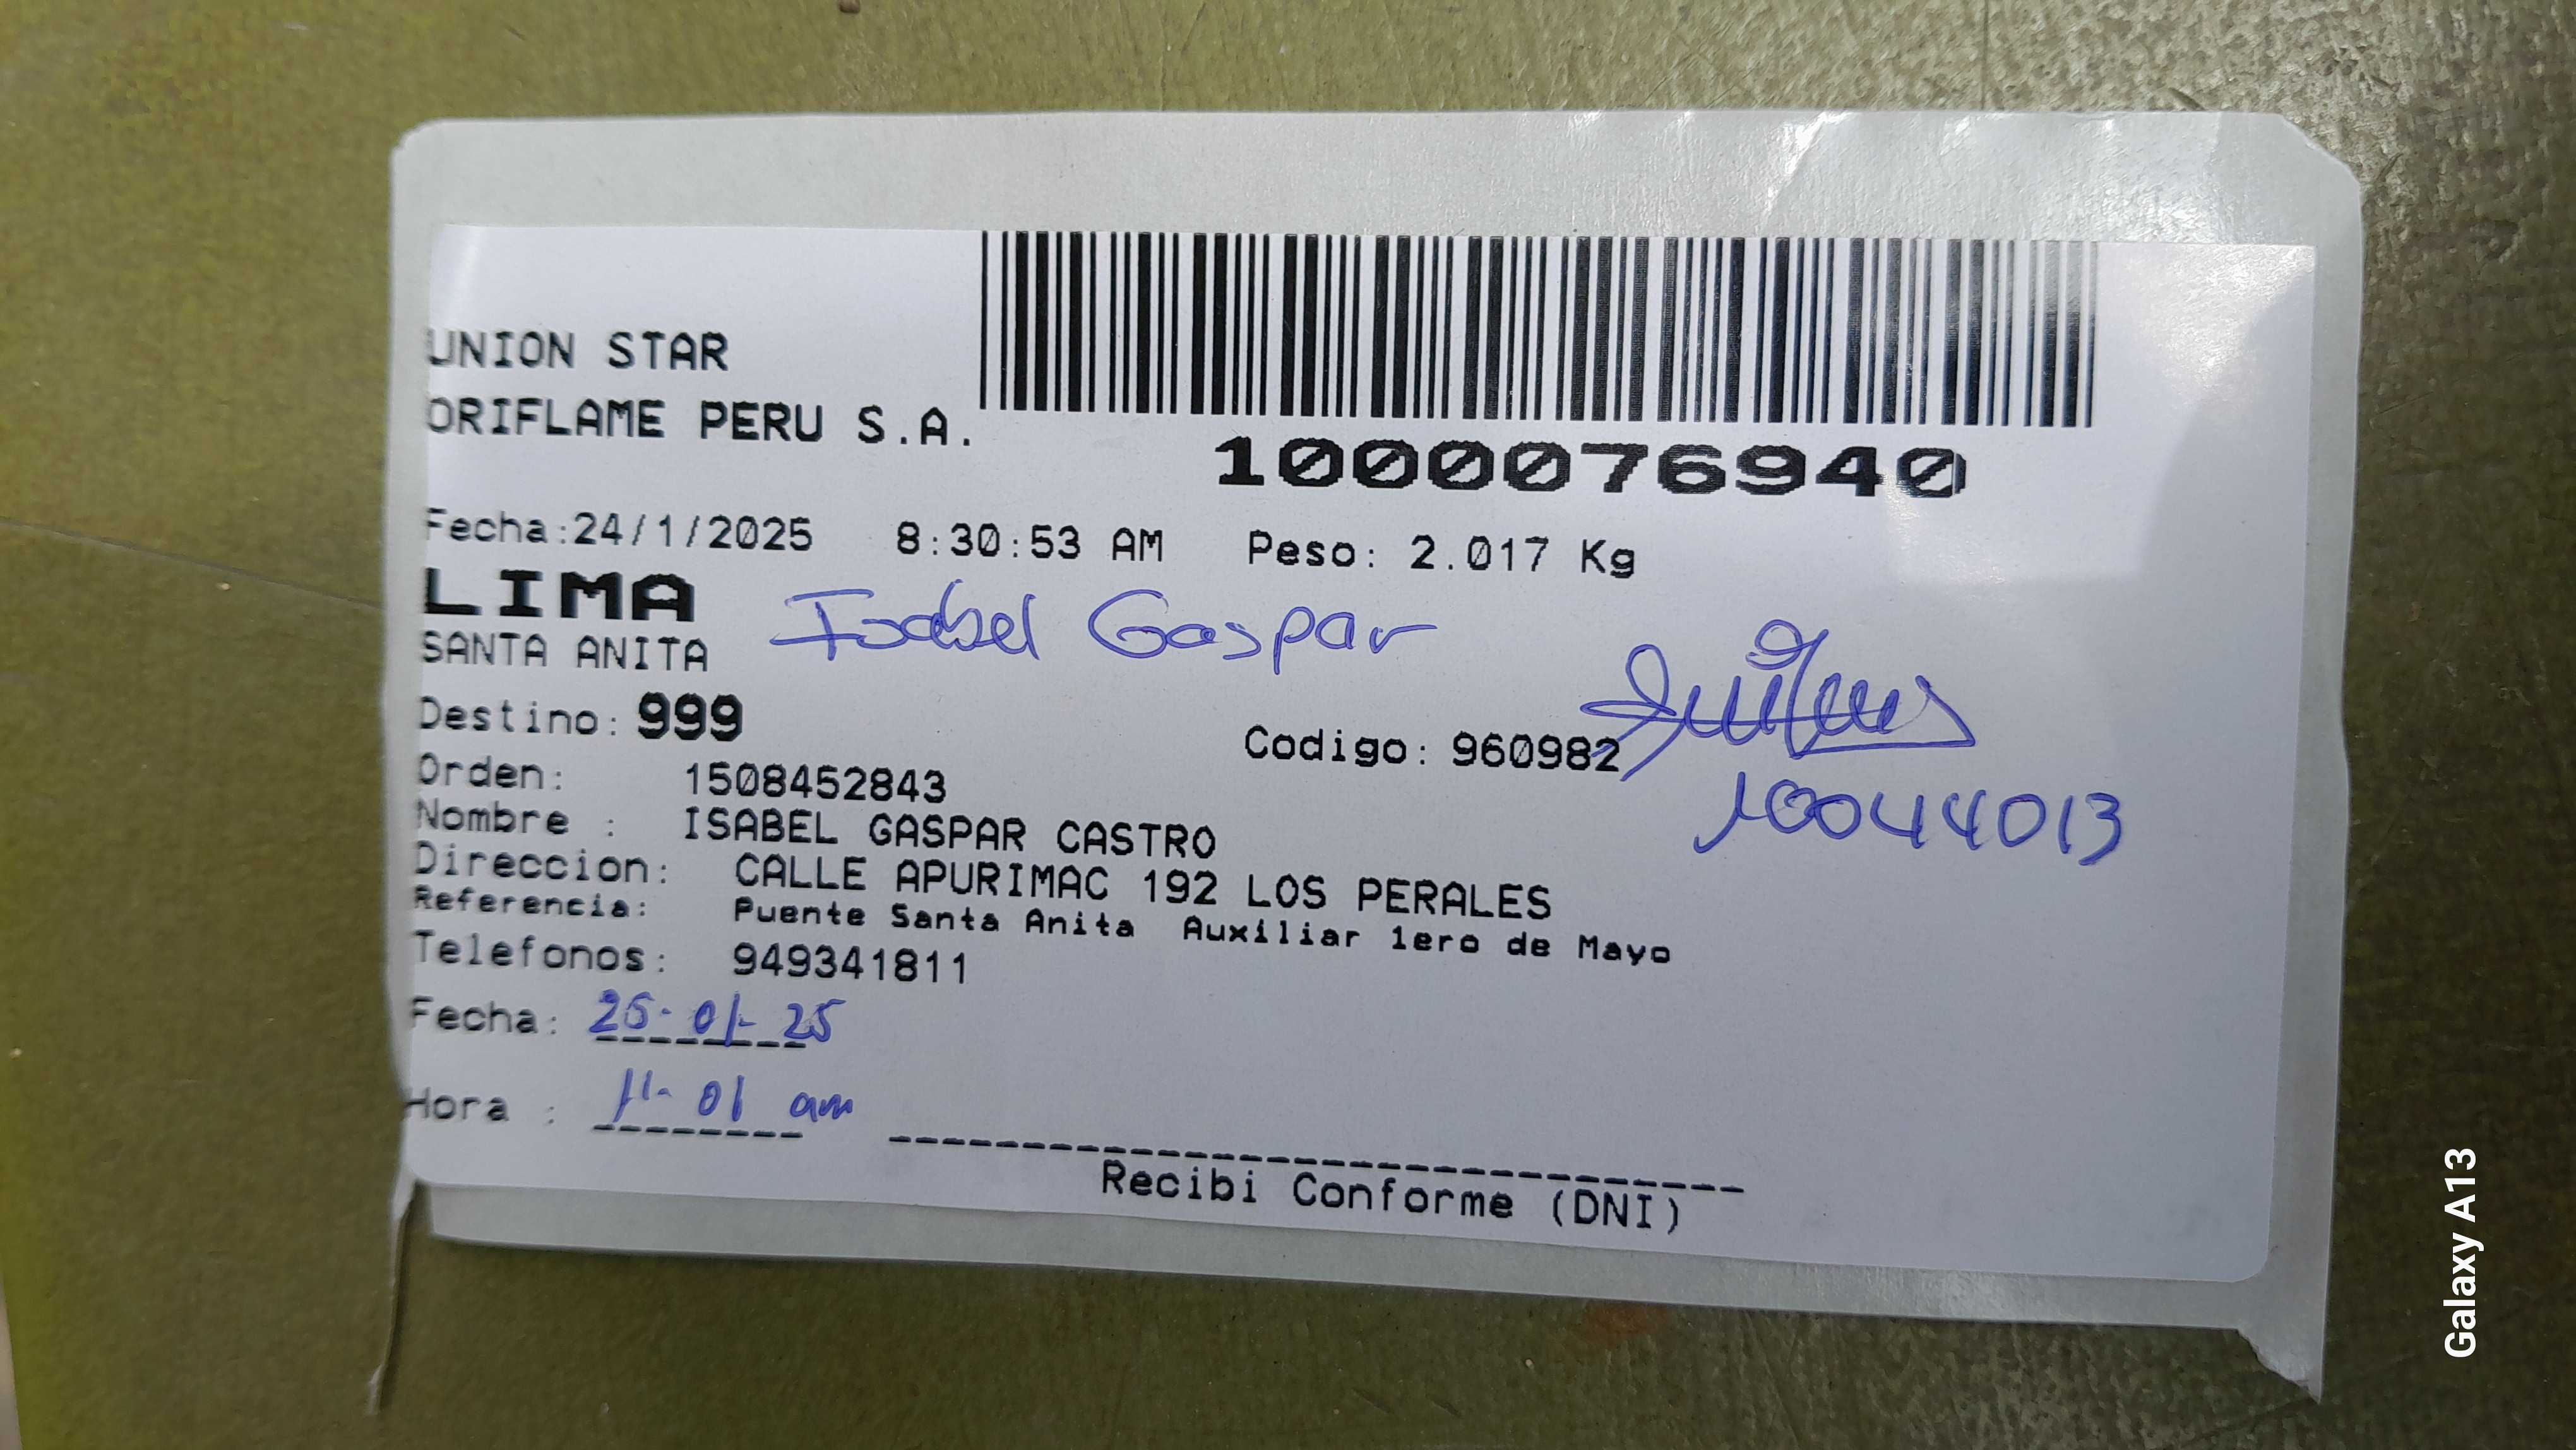 UNION STAR
ORIFLAME PERU S.A.
1000076940
Fecha:24/1/2025 8:30:53 AM Peso: 2.017 Kg
LIMA
Isabel Gaspar
SANTA ANITA
Destino: 999
Codigo: 960982
Orden: 1508452843
10044013
Nombre : ISABEL GASPAR CASTRO
Direccion: CALLE APURIMAC 192 LOS PERALES
Referencia: Puente Santa Anita Auxiliar 1ero de Mayo
Telefonos: 949341811
Fecha: 25-01-25
Hora : 11-01 am
Recibi Conforme (DNI)
Galaxy A13